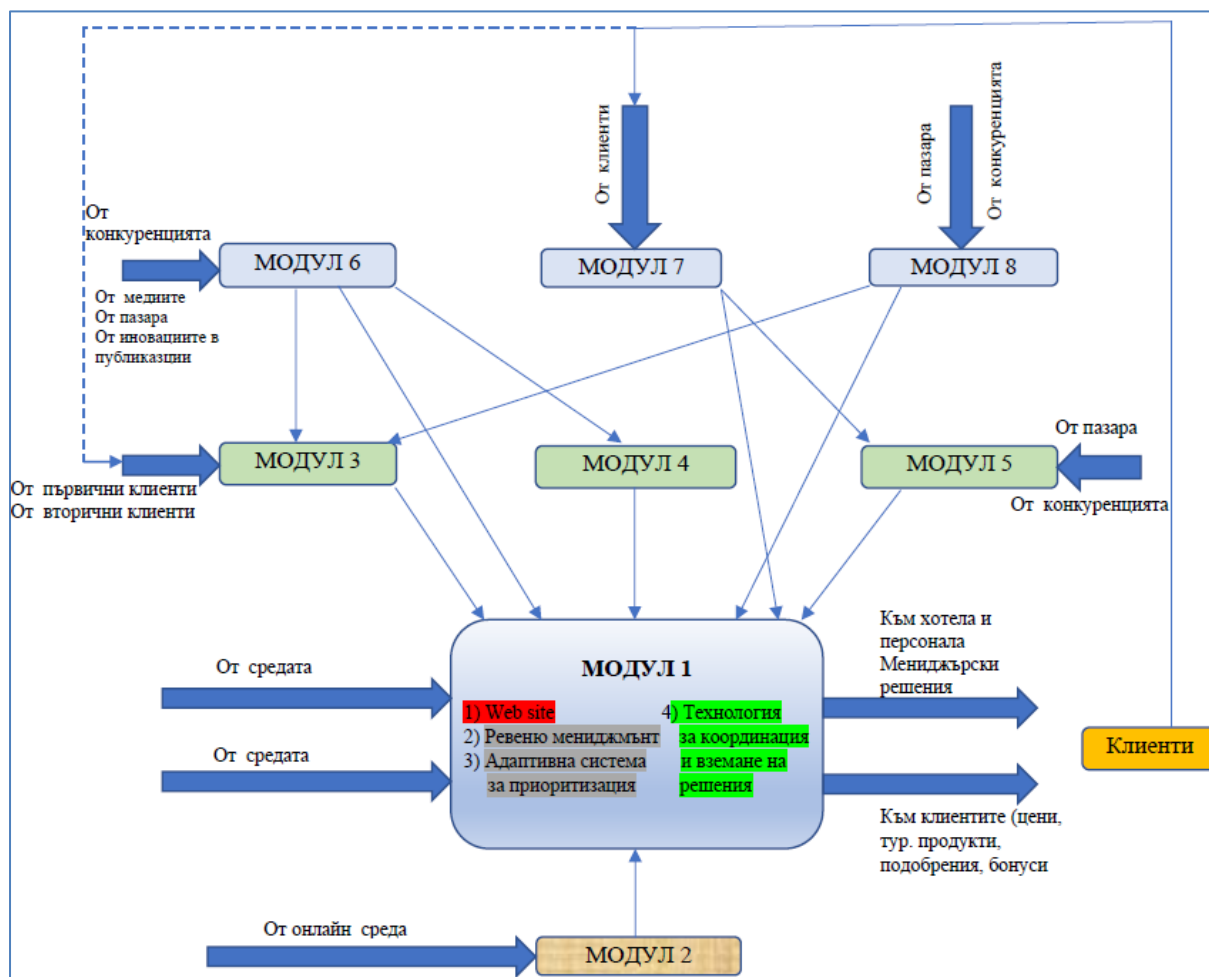 От клиенти
От пазара
От конкуренцията
От
конкуренцията
МОДУЛ 6
МОДУЛ 7
МОДУЛ 8
От медиите
От пазара
От иновациите в
публиказции
От пазара
МОДУЛ 3
МОДУЛ 4
МОДУЛ 5
От първични клиенти
От вторични клиенти
От конкуренцията
От средата
От средата
МОДУЛ 1
1) Web site
2) Ревеню мениджмънт
3) Адаптивна система
за приоритизация
4) Технология
за координация
и вземане на
решения
Към хотела и
персонала
Мениджърски
решения
Клиенти
Към клиентите (цени,
тур. продукти,
подобрения, бонуси
От онлайн среда
МОДУЛ 2